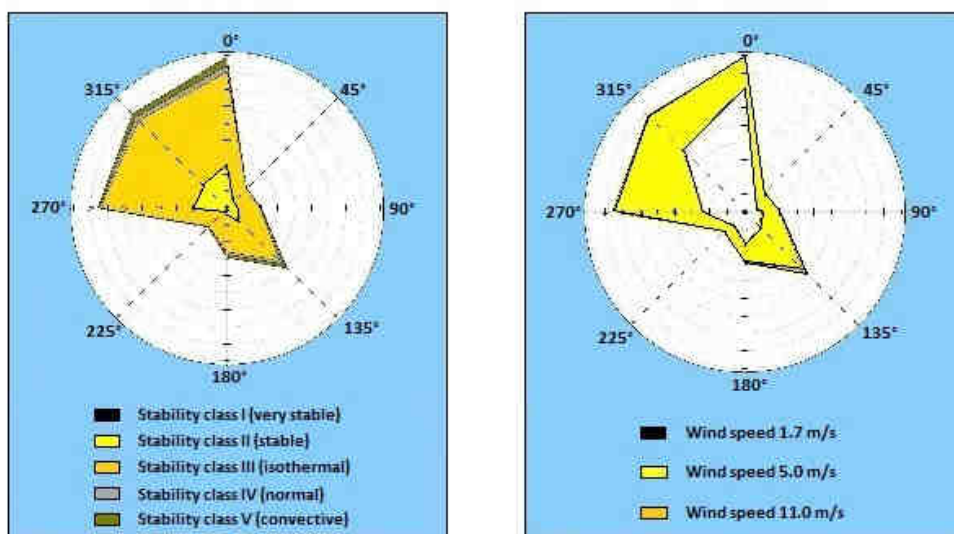 0°
315°
45°
270°
90°
225°
135°
180°
Stability class I (very stable)
Stability class II (stable)
Stability class III (isothermal)
Stability class IV (normal)
Stability class V (convective)
0°
315°
45°
270°
90°
225°
135°
180°
Wind speed 1.7 m/s
Wind speed 5.0 m/s
Wind speed 11.0 m/s